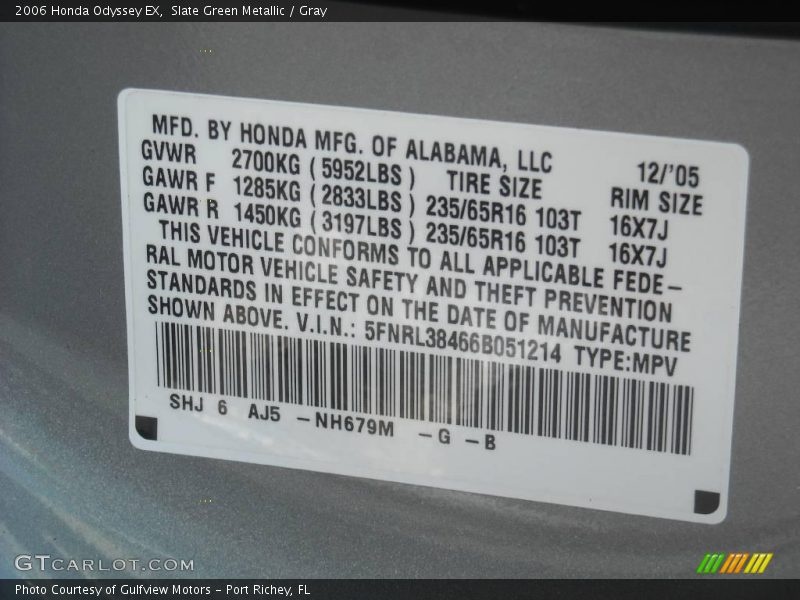 2006 Honda Odyssey EX, Slate Green Metallic / Gray
MFD. BY HONDA MFG. OF ALABAMA, LLC 12/'05
GVWR 2700KG ( 5952LBS ) TIRE SIZE RIM SIZE
GAWR F 1285KG ( 2833LBS ) 235/65R16 103T 16X7J
GAWR R 1450KG ( 3197LBS ) 235/65R16 103T 16X7J
THIS VEHICLE CONFORMS TO ALL APPLICABLE FEDE-
RAL MOTOR VEHICLE SAFETY AND THEFT PREVENTION
STANDARDS IN EFFECT ON THE DATE OF MANUFACTURE
SHOWN ABOVE. V.I.N.: 5FNRL38466B051214 TYPE:MPV
SHJ 6 AJ5 -NH679M -G -B
GTCARLOT.COM
Photo Courtesy of Gulfview Motors - Port Richey, FL